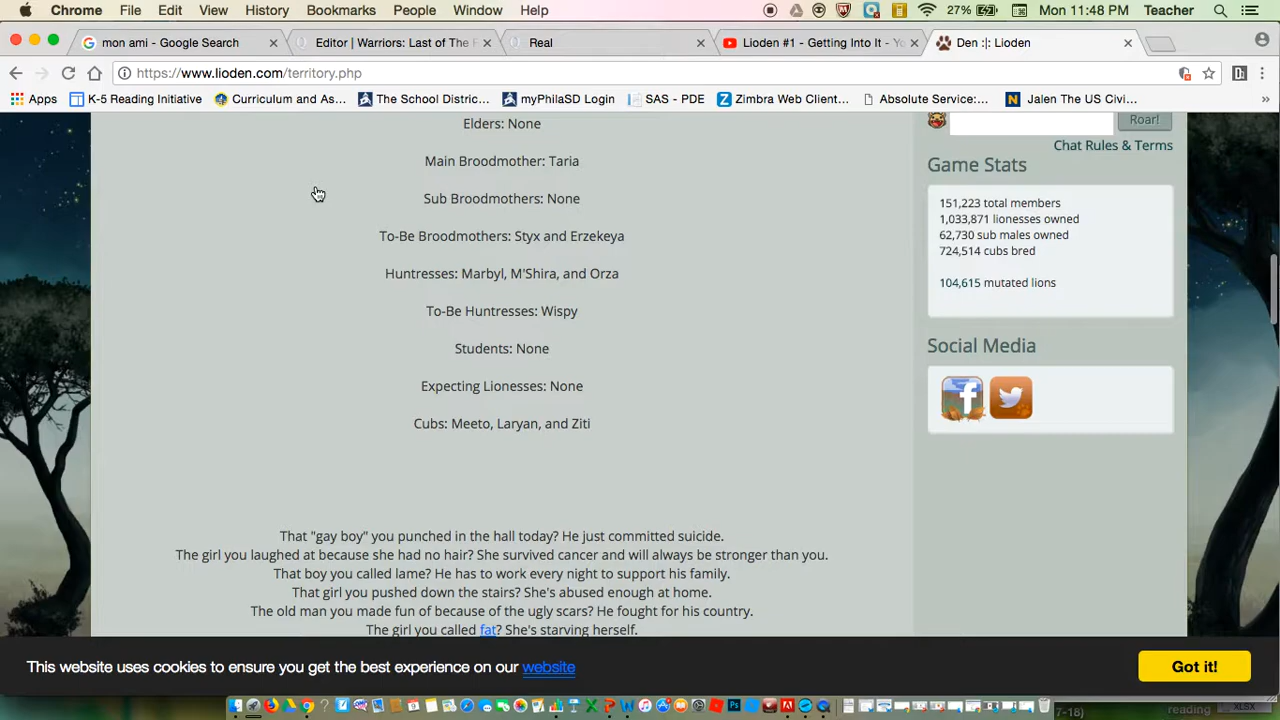 Chrome File Edit View History Bookmarks People Window Help 27% Mon 11:48 PM Teacher
mon ami - Google Search
Editor | Warriors: Last of The
Real
Lioden #1 - Getting Into It - Yo
Den :|: Lioden
https://www.lioden.com/territory.php
Apps K-5 Reading Initiative Curriculum and As... The School Distric... myPhilaSD Login SAS - PDE Zimbra Web Client... Absolute Service:... Jalen The US Civi... »
Elders: None
Main Broodmother: Taria
Sub Broodmothers: None
To-Be Broodmothers: Styx and Erzekeya
Huntresses: Marbyl, M'Shira, and Orza
To-Be Huntresses: Wispy
Students: None
Expecting Lionesses: None
Cubs: Meeto, Laryan, and Ziti
That "gay boy" you punched in the hall today? He just committed suicide.
The girl you laughed at because she had no hair? She survived cancer and will always be stronger than you.
That boy you called lame? He has to work every night to support his family.
That girl you pushed down the stairs? She's abused enough at home.
The old man you made fun of because of the ugly scars? He fought for his country.
The girl you called fat? She's starving herself.
Roar!
Chat Rules & Terms
Game Stats
151,223 total members
1,033,871 lionesses owned
62,730 sub males owned
724,514 cubs bred
104,615 mutated lions
Social Media
This website uses cookies to ensure you get the best experience on our website
Got it!
7-18)
reading
XLSX